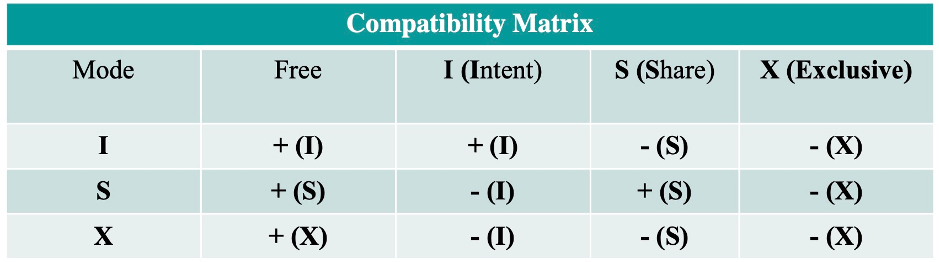 Compatibility Matrix
Mode Free I (Intent) S (Share) X (Exclusive)
I + (I) + (I) - (S) - (X)
S + (S) - (I) + (S) - (X)
X + (X) - (I) - (S) - (X)